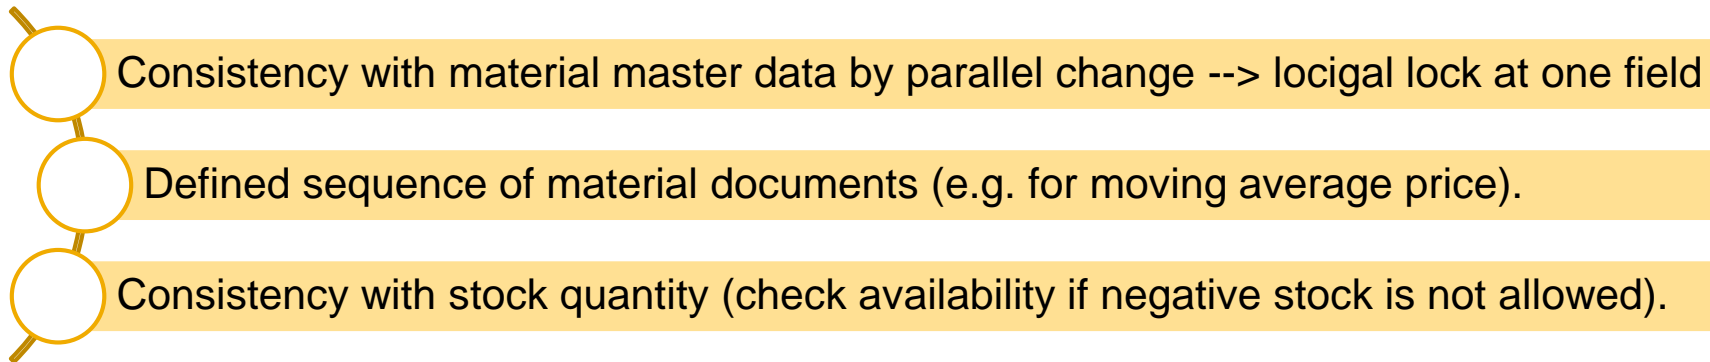 Consistency with material master data by parallel change --> locigal lock at one field
Defined sequence of material documents (e.g. for moving average price).
Consistency with stock quantity (check availability if negative stock is not allowed).